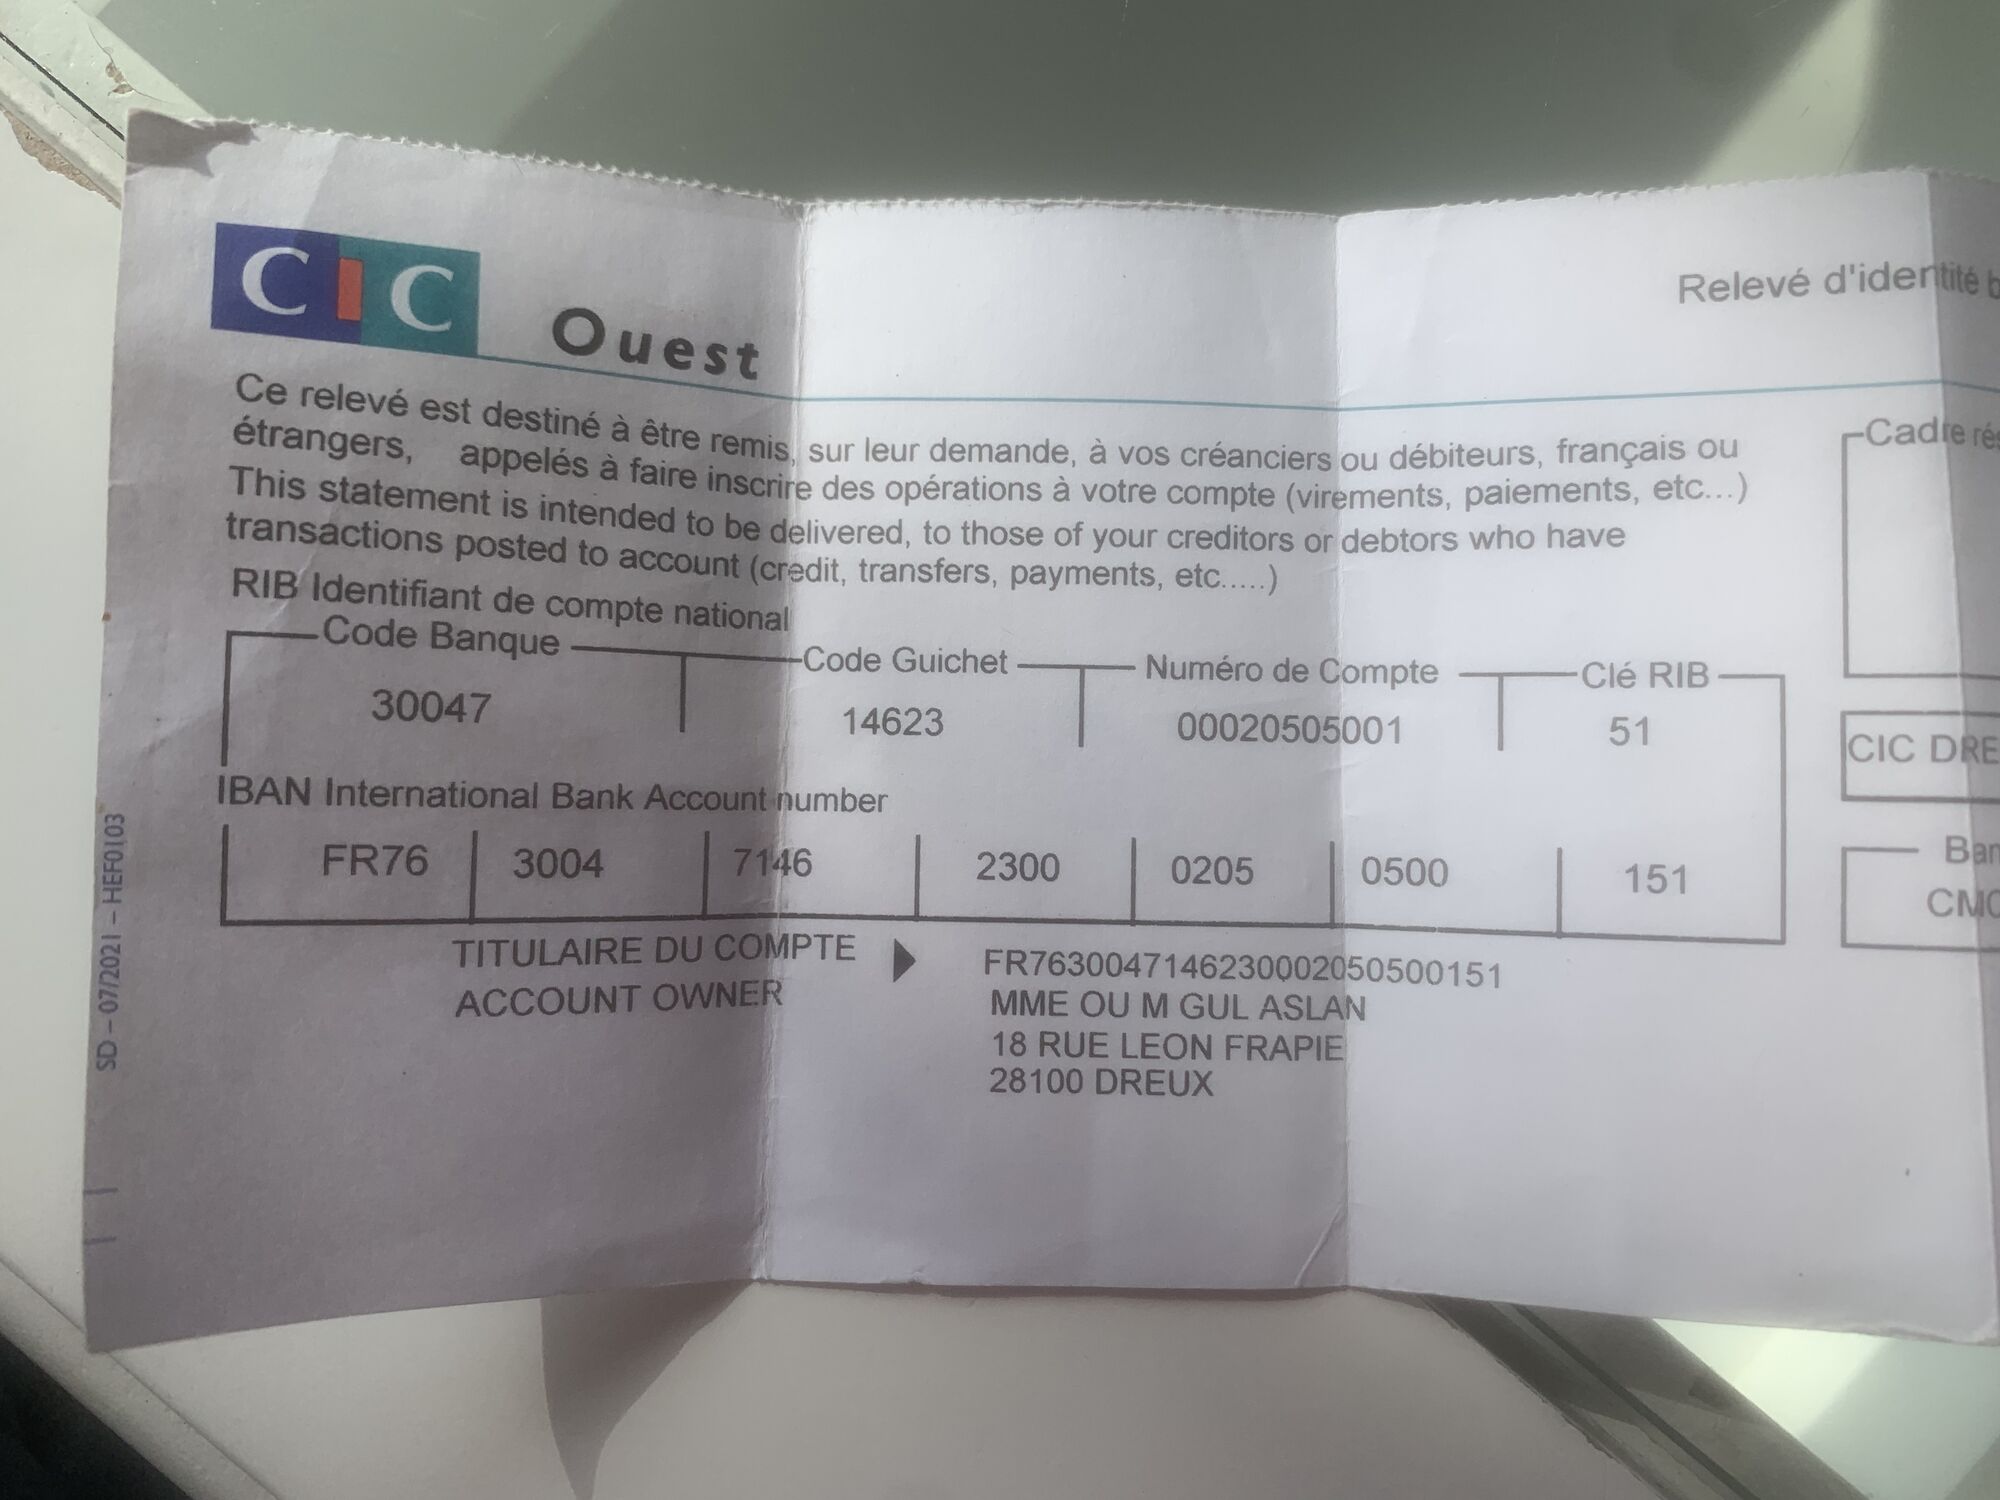 CIC Ouest
Relevé d'identité b
Ce relevé est destiné à être remis, sur leur demande, à vos créanciers ou débiteurs, français ou
étrangers, appelés à faire inscrire des opérations à votre compte (virements, paiements, etc...)
This statement is intended to be delivered, to those of your creditors or debtors who have
transactions posted to account (credit, transfers, payments, etc.....)
Cadre rés
RIB Identifiant de compte national
Code Banque Code Guichet Numéro de Compte Clé RIB
30047 14623 00020505001 51
CIC DRE
IBAN International Bank Account number
FR76 3004 7146 2300 0205 0500 151
Ban
CMC
TITULAIRE DU COMPTE
ACCOUNT OWNER
FR7630047146230002050500151
MME OU M GUL ASLAN
18 RUE LEON FRAPIE
28100 DREUX
SD – 07/2021 – HEF0103